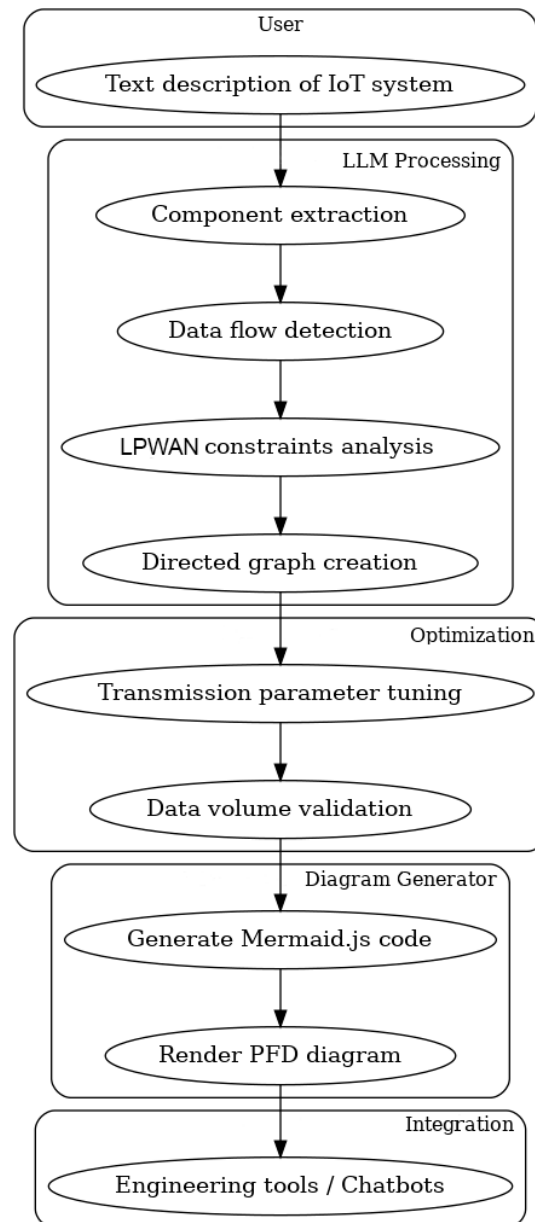 User
Text description of IoT system
LLM Processing
Component extraction
Data flow detection
LPWAN constraints analysis
Directed graph creation
Optimization
Transmission parameter tuning
Data volume validation
Diagram Generator
Generate Mermaid.js code
Render PFD diagram
Integration
Engineering tools / Chatbots